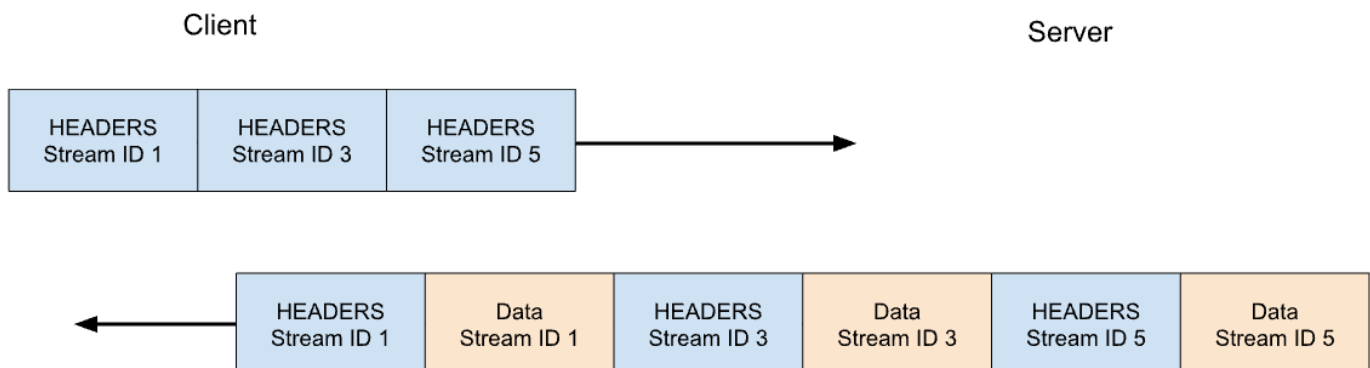 Client
Server
HEADERS
Stream ID 1
HEADERS
Stream ID 3
HEADERS
Stream ID 5
HEADERS
Stream ID 1
Data
Stream ID 1
HEADERS
Stream ID 3
Data
Stream ID 3
HEADERS
Stream ID 5
Data
Stream ID 5